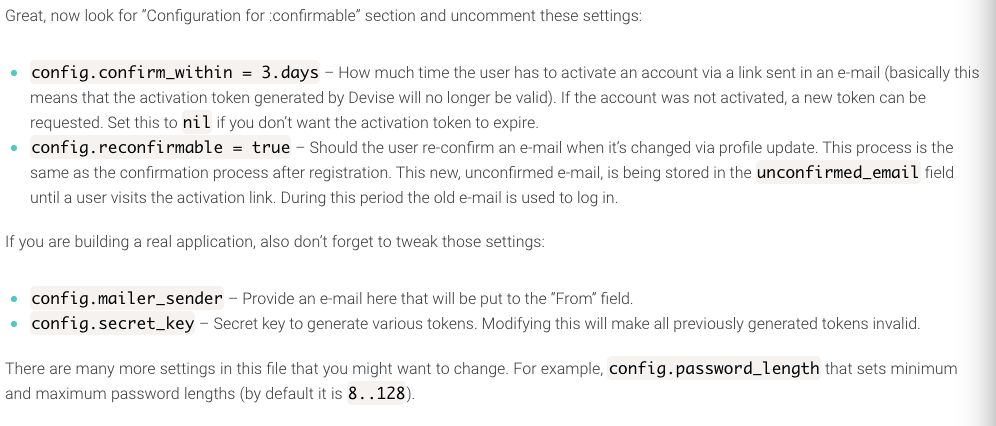 Great, now look for “Configuration for :confirmable” section and uncomment these settings:
config.confirm_within = 3.days – How much time the user has to activate an account via a link sent in an e-mail (basically this
means that the activation token generated by Devise will no longer be valid). If the account was not activated, a new token can be
requested. Set this to nil if you don’t want the activation token to expire.
config.reconfirmable = true – Should the user re-confirm an e-mail when it’s changed via profile update. This process is the
same as the confirmation process after registration. This new, unconfirmed e-mail, is being stored in the unconfirmed_email field
until a user visits the activation link. During this period the old e-mail is used to log in.
If you are building a real application, also don’t forget to tweak those settings:
config.mailer_sender – Provide an e-mail here that will be put to the “From” field.
config.secret_key – Secret key to generate various tokens. Modifying this will make all previously generated tokens invalid.
There are many more settings in this file that you might want to change. For example, config.password_length that sets minimum
and maximum password lengths (by default it is 8..128).